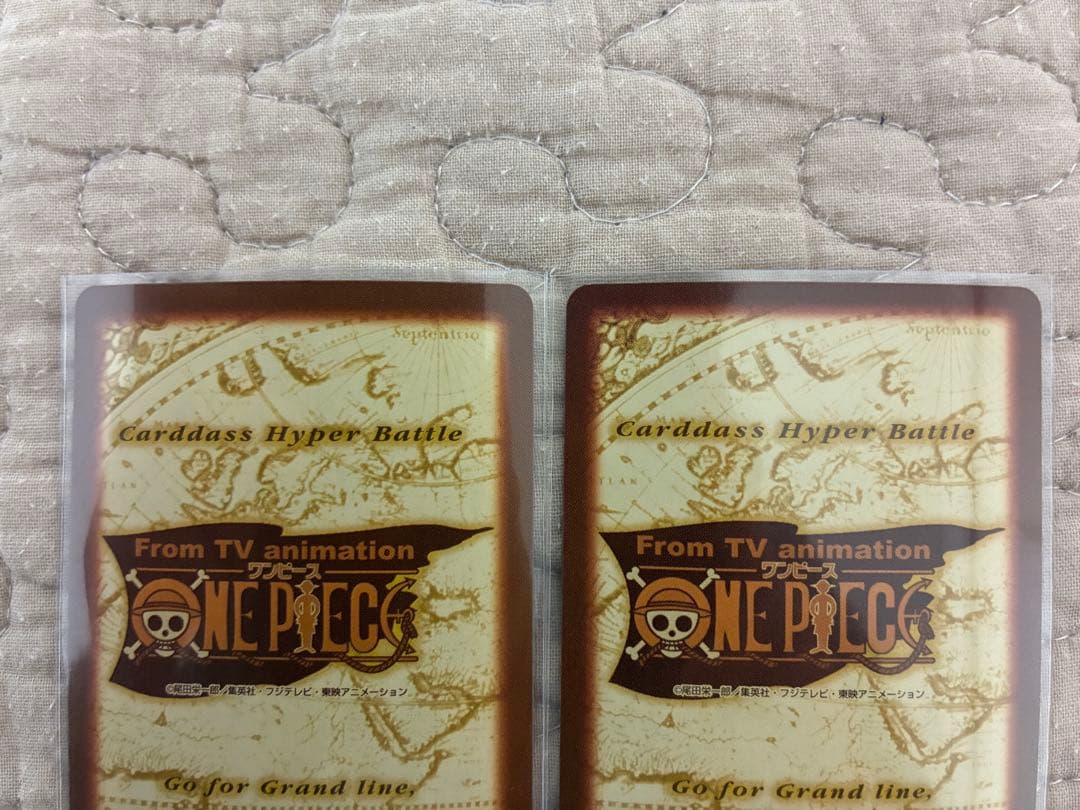 Septentrio
Carddass Hyper Battle
TLAN
From TV animation
ワンピース
ONE PIECE
©尾田栄一郎／集英社・フジテレビ・東映アニメーション
Go for Grand line,
Septentrio
Carddass Hyper Battle
TLAN
From TV animation
ワンピース
ONE PIECE
©尾田栄一郎／集英社・フジテレビ・東映アニメーション
Go for Grand line,